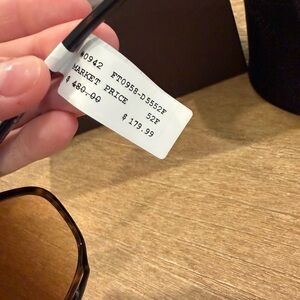 *0942 FT0958-D5552F
52F
MARKET PRICE
$ 480.00
$ 179.99